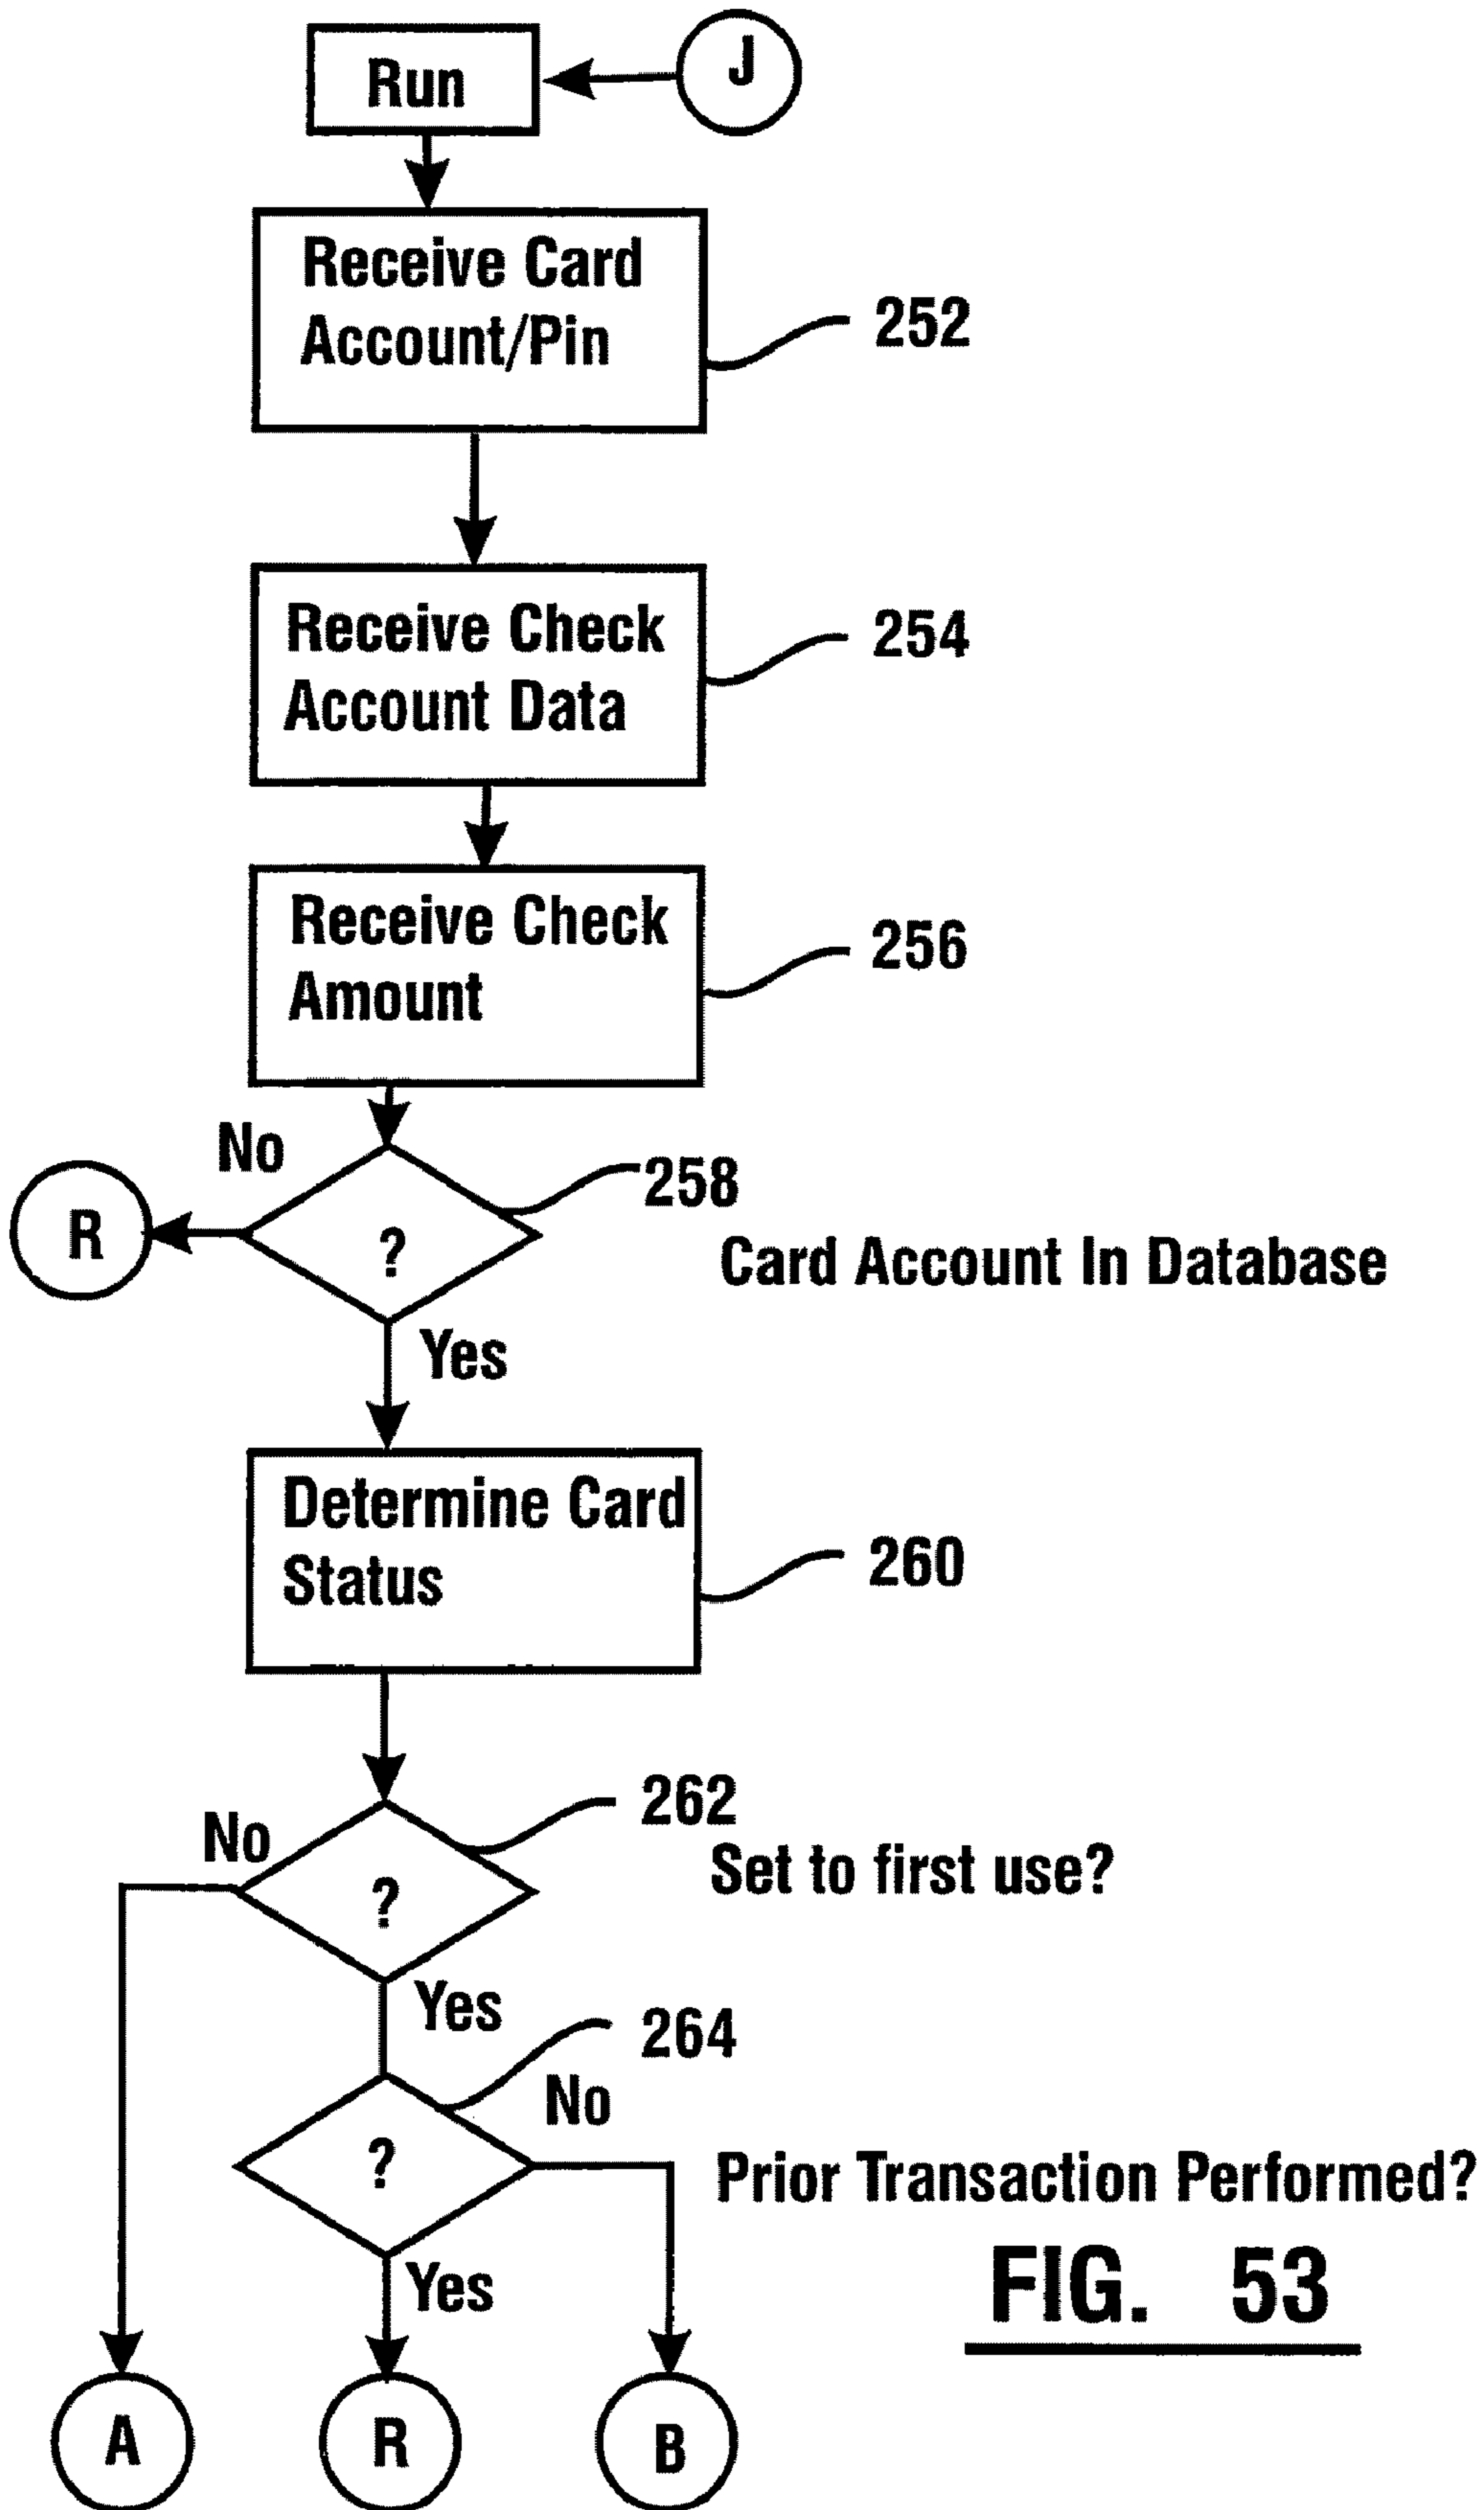 Run
J
Receive Card
Account/Pin
252
Receive Check
Account Data
254
Receive Check
Amount
256
No
R
?
258
Card Account In Database
Yes
Determine Card
Status
260
No
?
262
Set to first use?
Yes
264
No
?
Prior Transaction Performed?
Yes
FIG. 53
A
R
B